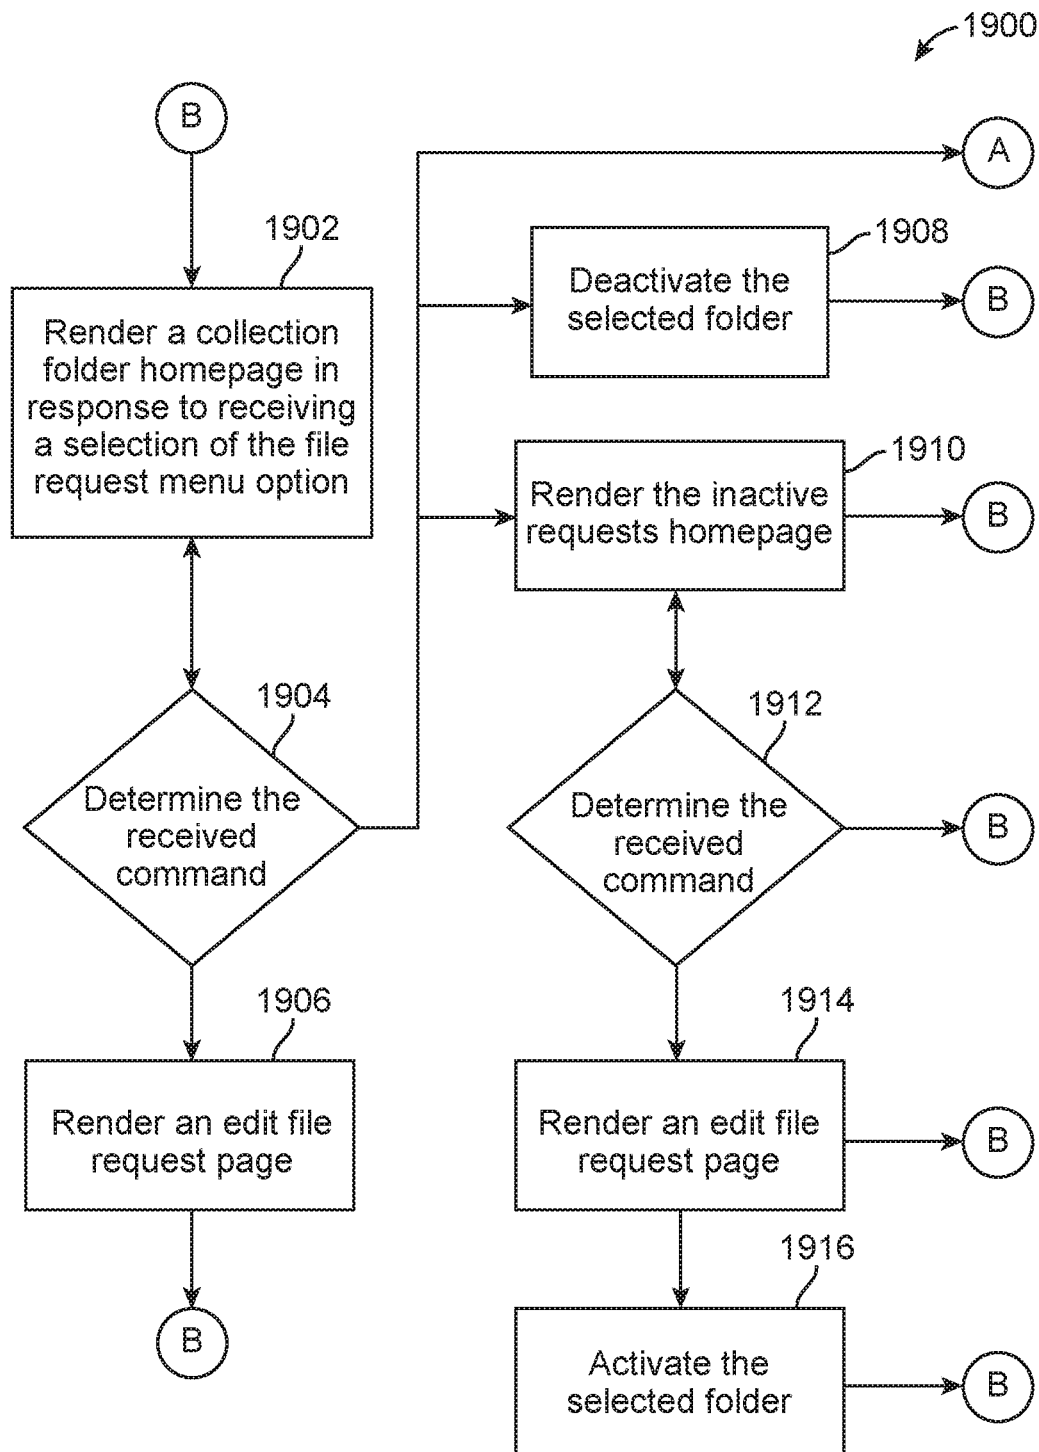 1900
B
A
1902
Render a collection
folder homepage in
response to receiving
a selection of the file
request menu option
1908
Deactivate the
selected folder
B
1910
Render the inactive
requests homepage
B
1904
Determine the
received
command
1912
Determine the
received
command
B
1906
Render an edit file
request page
B
1914
Render an edit file
request page
B
1916
Activate the
selected folder
B